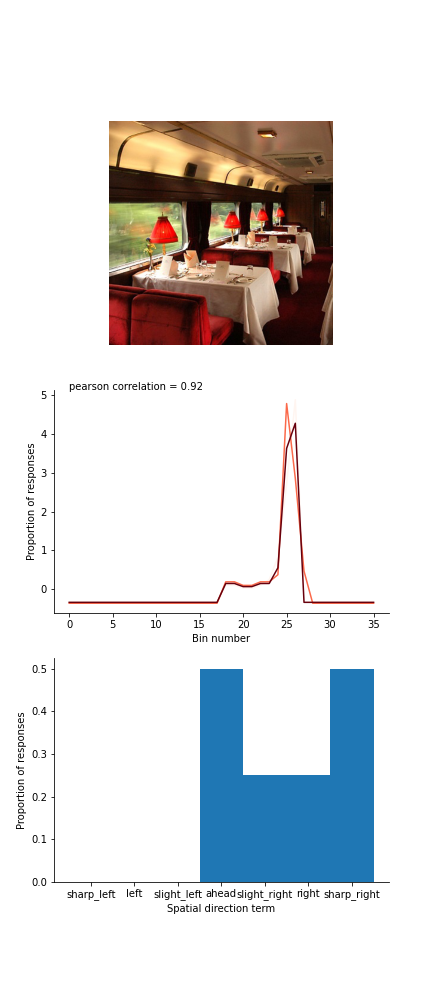 pearson correlation = 0.92
5
4
3
2
1
0
Proportion of responses
0 5 10 15 20 25 30 35
Bin number
0.5
0.4
0.3
0.2
0.1
0.0
Proportion of responses
sharp_left left slight_left ahead slight_right right sharp_right
Spatial direction term